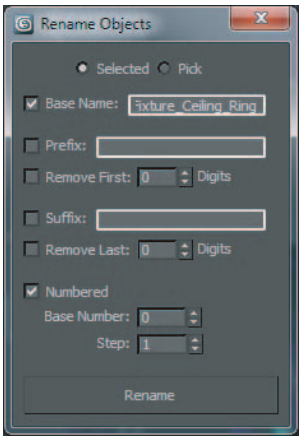 Rename Objects
Selected Pick
Base Name: Fixture_Ceiling_Ring
Prefix:
Remove First: 0 Digits
Suffix:
Remove Last: 0 Digits
Numbered
Base Number: 0
Step: 1
Rename